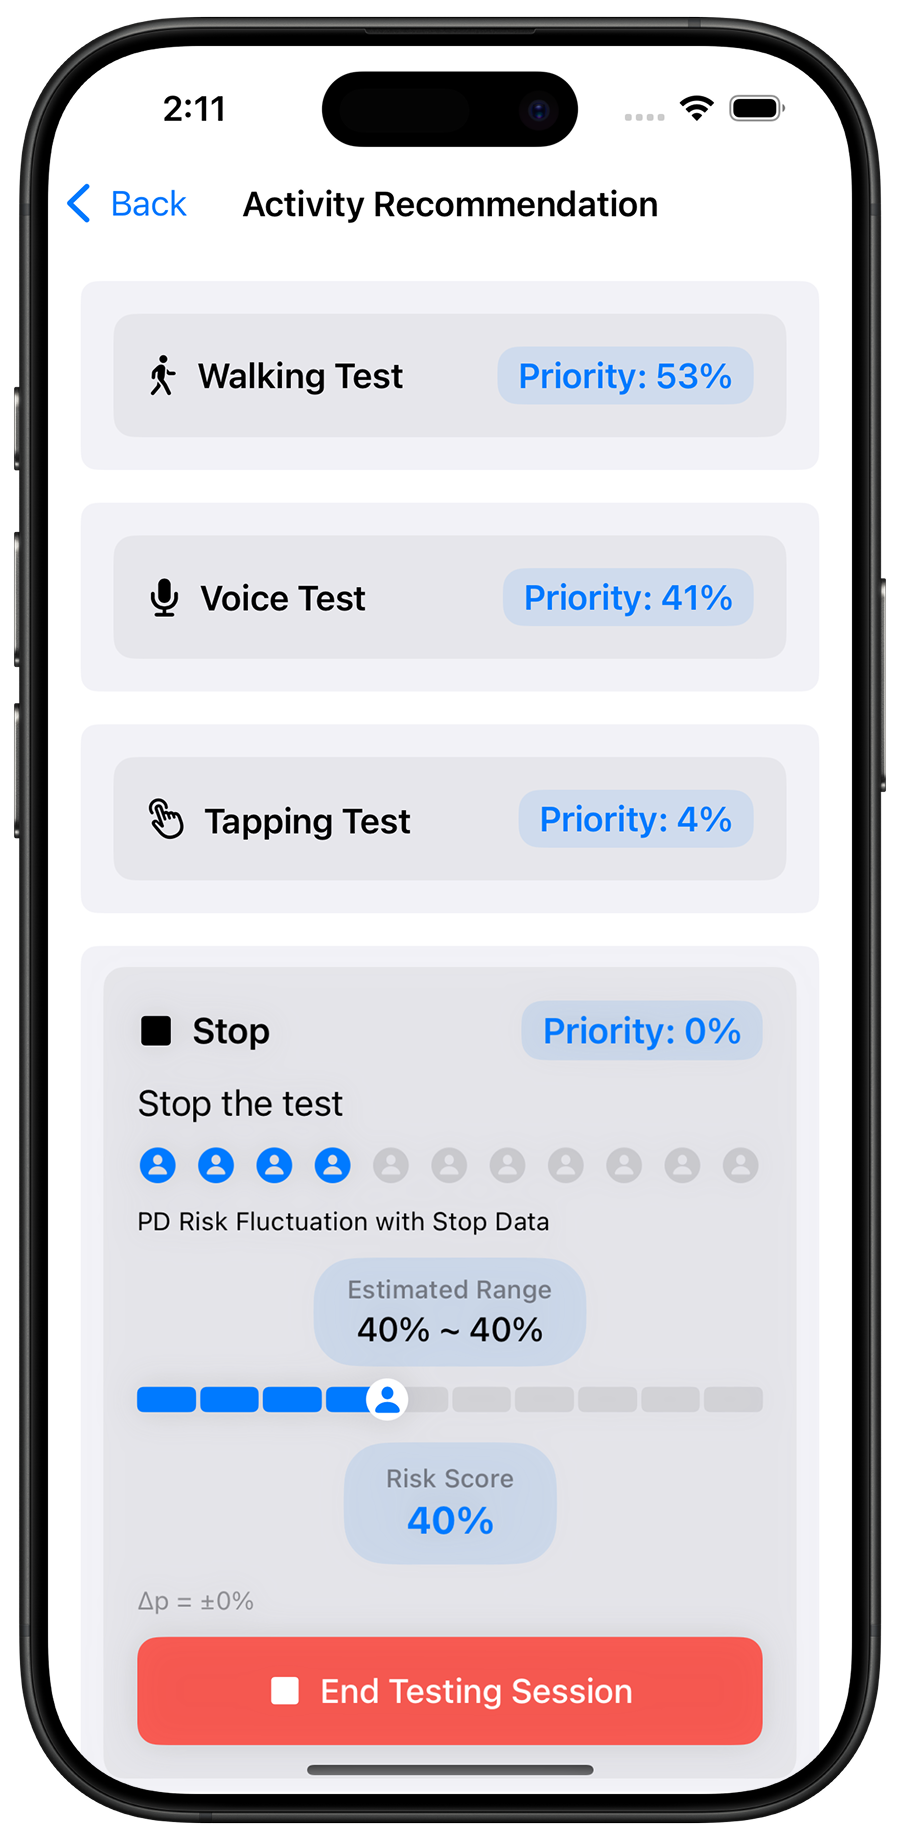 2:11
Back
Activity Recommendation
Walking Test
Priority: 53%
Voice Test
Priority: 41%
Tapping Test
Priority: 4%
Stop
Priority: 0%
Stop the test
PD Risk Fluctuation with Stop Data
Estimated Range
40% ~ 40%
Risk Score
40%
Δp = ±0%
End Testing Session